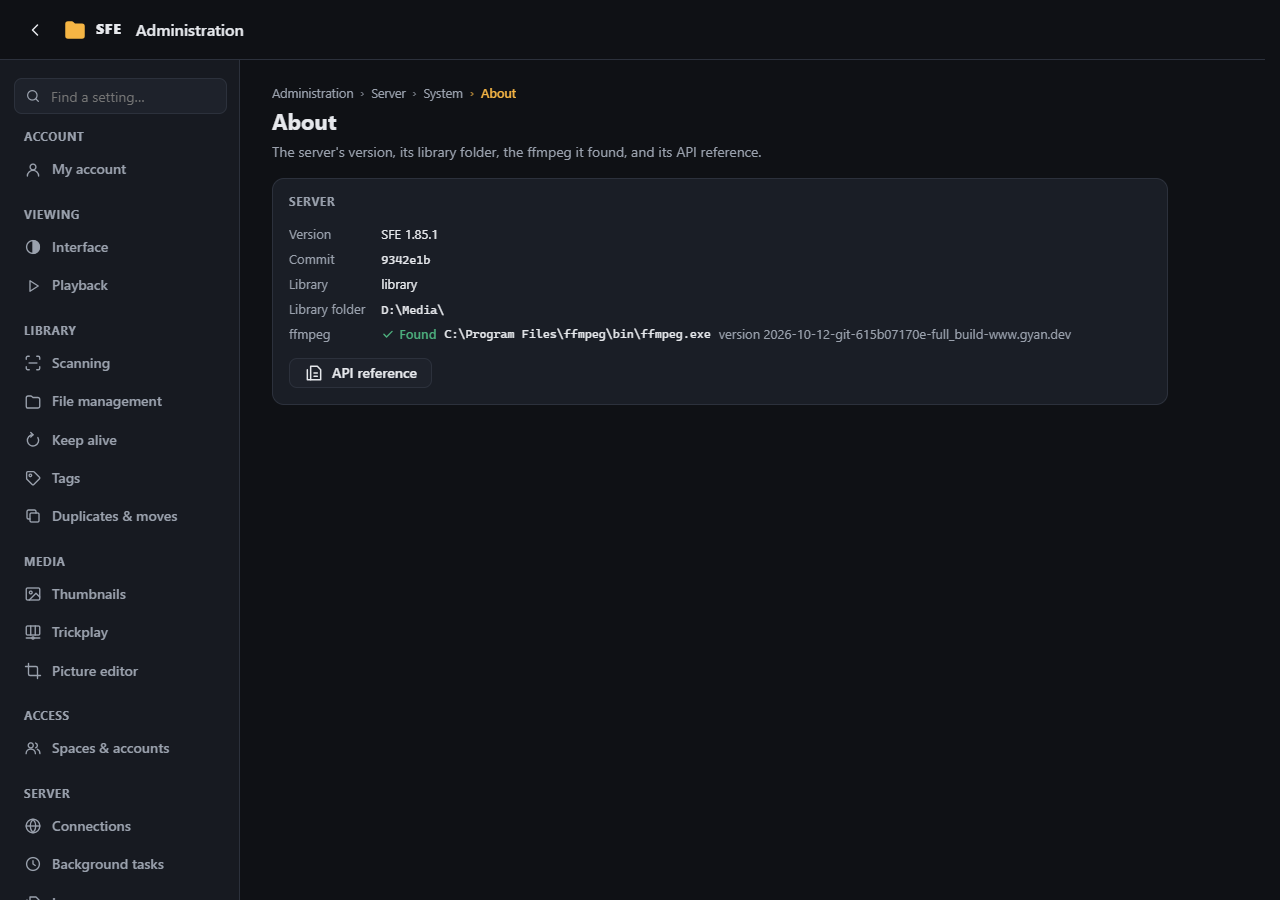 SFE Administration
Find a setting...
ACCOUNT
My account
VIEWING
Interface
Playback
LIBRARY
Scanning
File management
Keep alive
Tags
Duplicates & moves
MEDIA
Thumbnails
Trickplay
Picture editor
ACCESS
Spaces & accounts
SERVER
Connections
Background tasks
Administration › Server › System › About
About
The server's version, its library folder, the ffmpeg it found, and its API reference.
SERVER
Version SFE 1.85.1
Commit 9342e1b
Library library
Library folder D:\Media\
ffmpeg ✓ Found C:\Program Files\ffmpeg\bin\ffmpeg.exe version 2026-10-12-git-615b07170e-full_build-www.gyan.dev
API reference